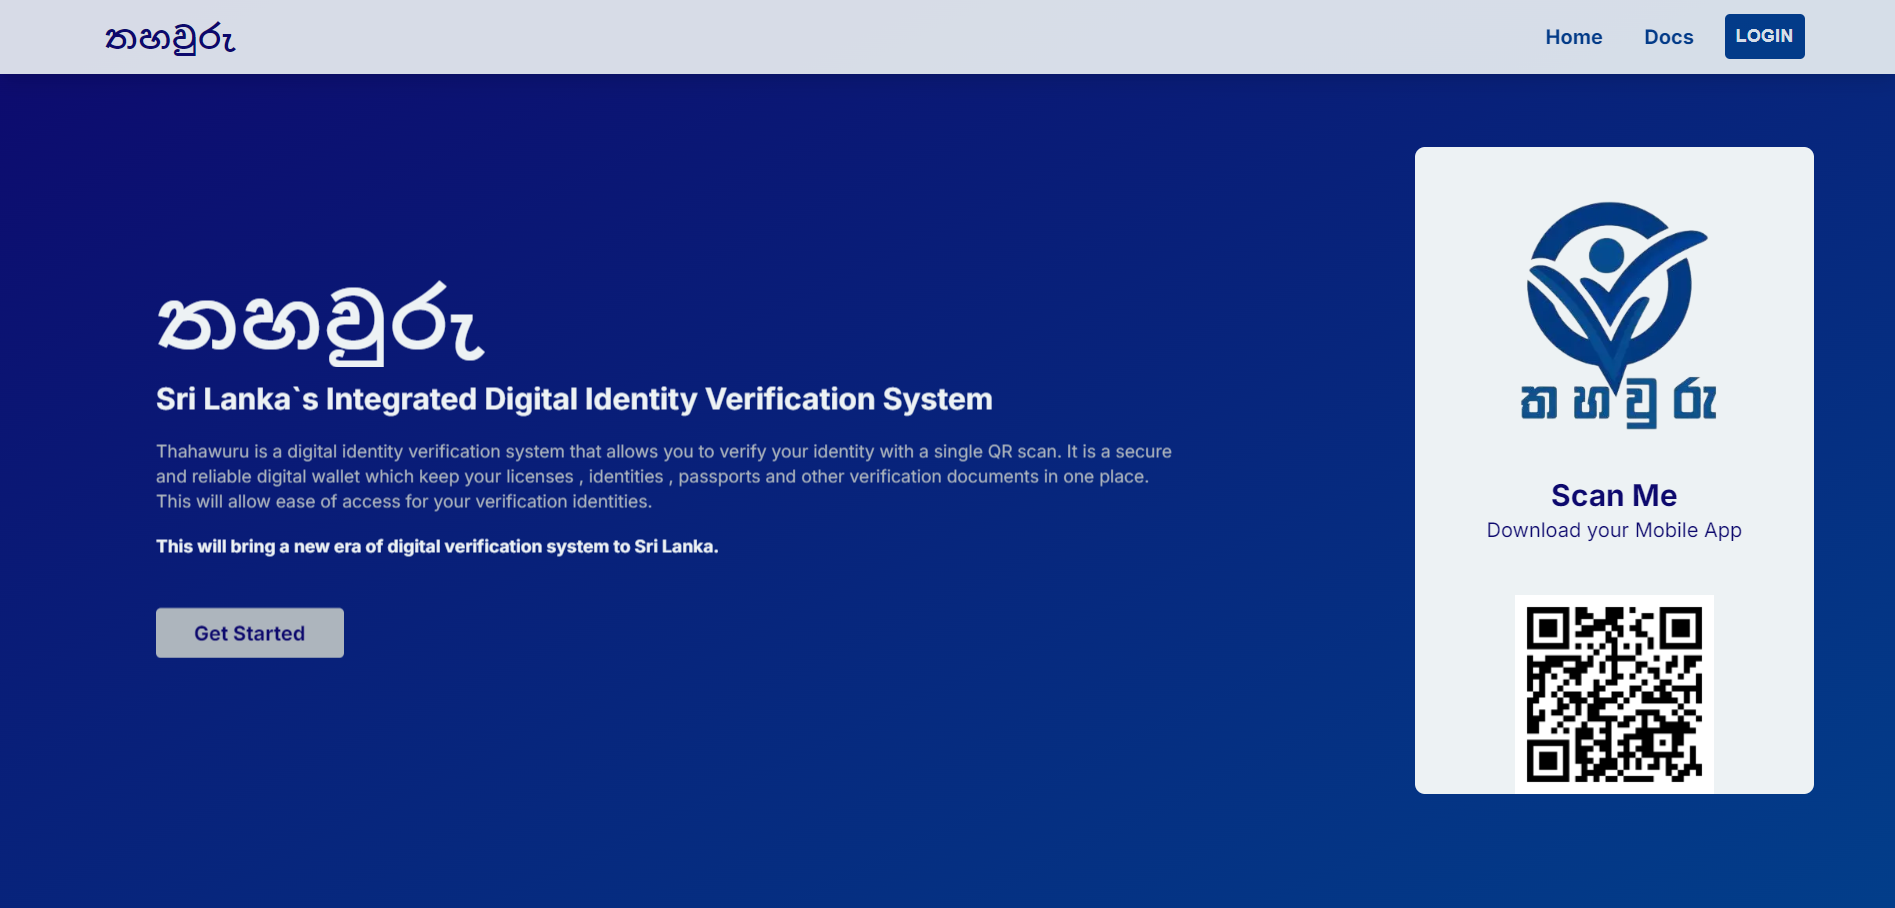 තහවුරු
Home Docs LOGIN
තහවුරු
Sri Lanka`s Integrated Digital Identity Verification System
Thahawuru is a digital identity verification system that allows you to verify your identity with a single QR scan. It is a secure
and reliable digital wallet which keep your licenses , identities , passports and other verification documents in one place.
This will allow ease of access for your verification identities.
This will bring a new era of digital verification system to Sri Lanka.
Get Started
තහවුරු
Scan Me
Download your Mobile App